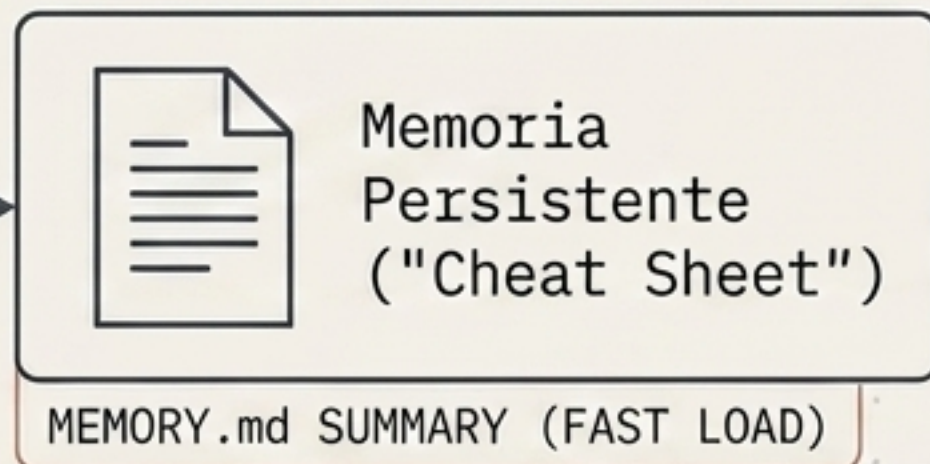 Memoria
Persistente
("Cheat Sheet")
MEMORY.md SUMMARY (FAST LOAD)